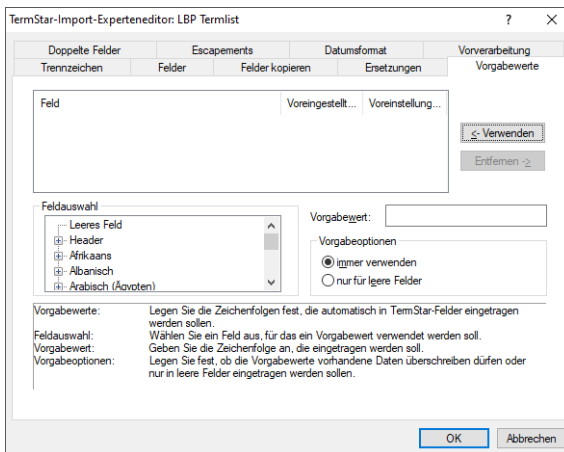 TermStar-Import-Experteneditor: LBP Termlist
?
Doppelte Felder
Escapements
Datumsformat
Vorverarbeitung
Trennzeichen
Felder
Felder kopieren
Ersetzungen
Vorgabewerte
Feld
Voreingestellt...
Voreinstellung...
<- Verwenden
Entfernen ->
Feldauswahl
Leeres Feld
Header
Afrikaans
Albanisch
Arabisch (Ägypten)
Vorgabewert:
Vorgabeoptionen
immer verwenden
nur für leere Felder
Vorgabewerte: Legen Sie die Zeichenfolgen fest, die automatisch in TermStar-Felder eingetragen
werden sollen.
Feldauswahl: Wählen Sie ein Feld aus, für das ein Vorgabewert verwendet werden soll.
Vorgabewert: Geben Sie die Zeichenfolge an, die eingetragen werden soll.
Vorgabeoptionen: Legen Sie fest, ob die Vorgabewerte vorhandene Daten überschreiben dürfen oder
nur in leere Felder eingetragen werden sollen.
OK
Abbrechen